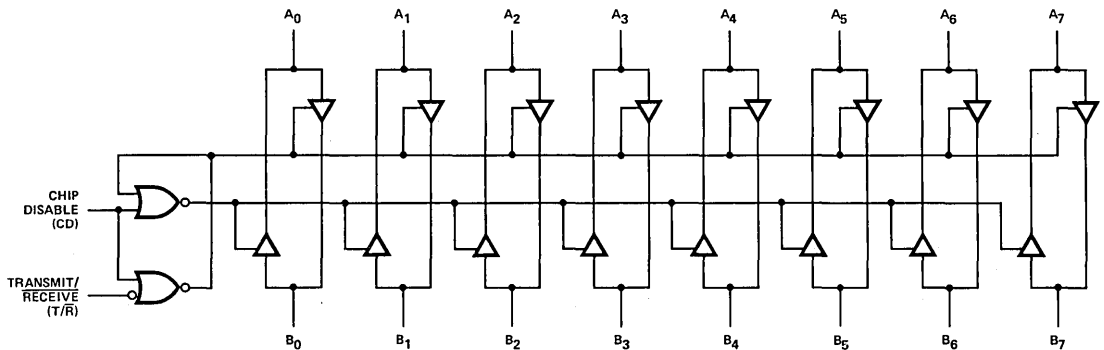 A0 A1 A2 A3 A4 A5 A6 A7
CHIP
DISABLE
(CD)
TRANSMIT/
RECEIVE
(T/R̅)
B0 B1 B2 B3 B4 B5 B6 B7